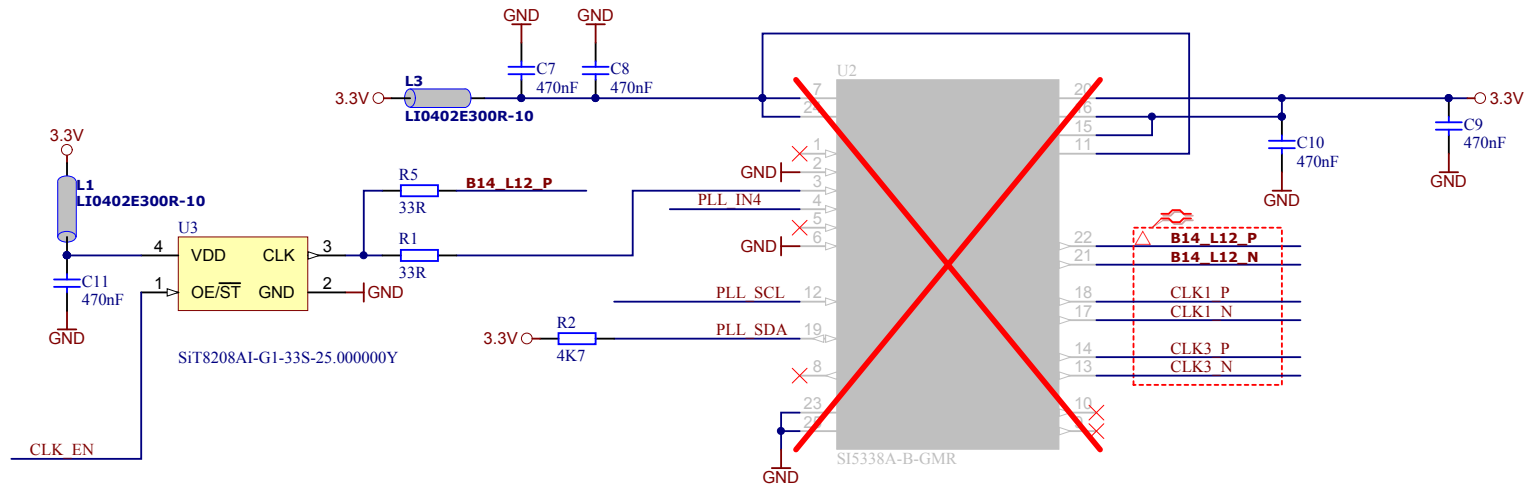 GND
GND
C7
470nF
C8
470nF
U2
L3
3.3V
LI0402E300R-10
7
24
20
16
15
11
3.3V
C9
470nF
C10
470nF
GND
GND
3.3V
L1
LI0402E300R-10
R5
B14_L12_P
33R
1
GND
2
3
PLL_IN4
4
5
GND
6
U3
4
VDD
CLK
3
R1
33R
C11
470nF
1
OE/ST
GND
2
GND
GND
SiT8208AI-G1-33S-25.000000Y
22
B14_L12_P
21
B14_L12_N
PLL_SCL
12
18
CLK1_P
17
CLK1_N
3.3V
R2
4K7
PLL_SDA
19
14
CLK3_P
13
CLK3_N
8
23
10
CLK_EN
GND
SI5338A-B-GMR